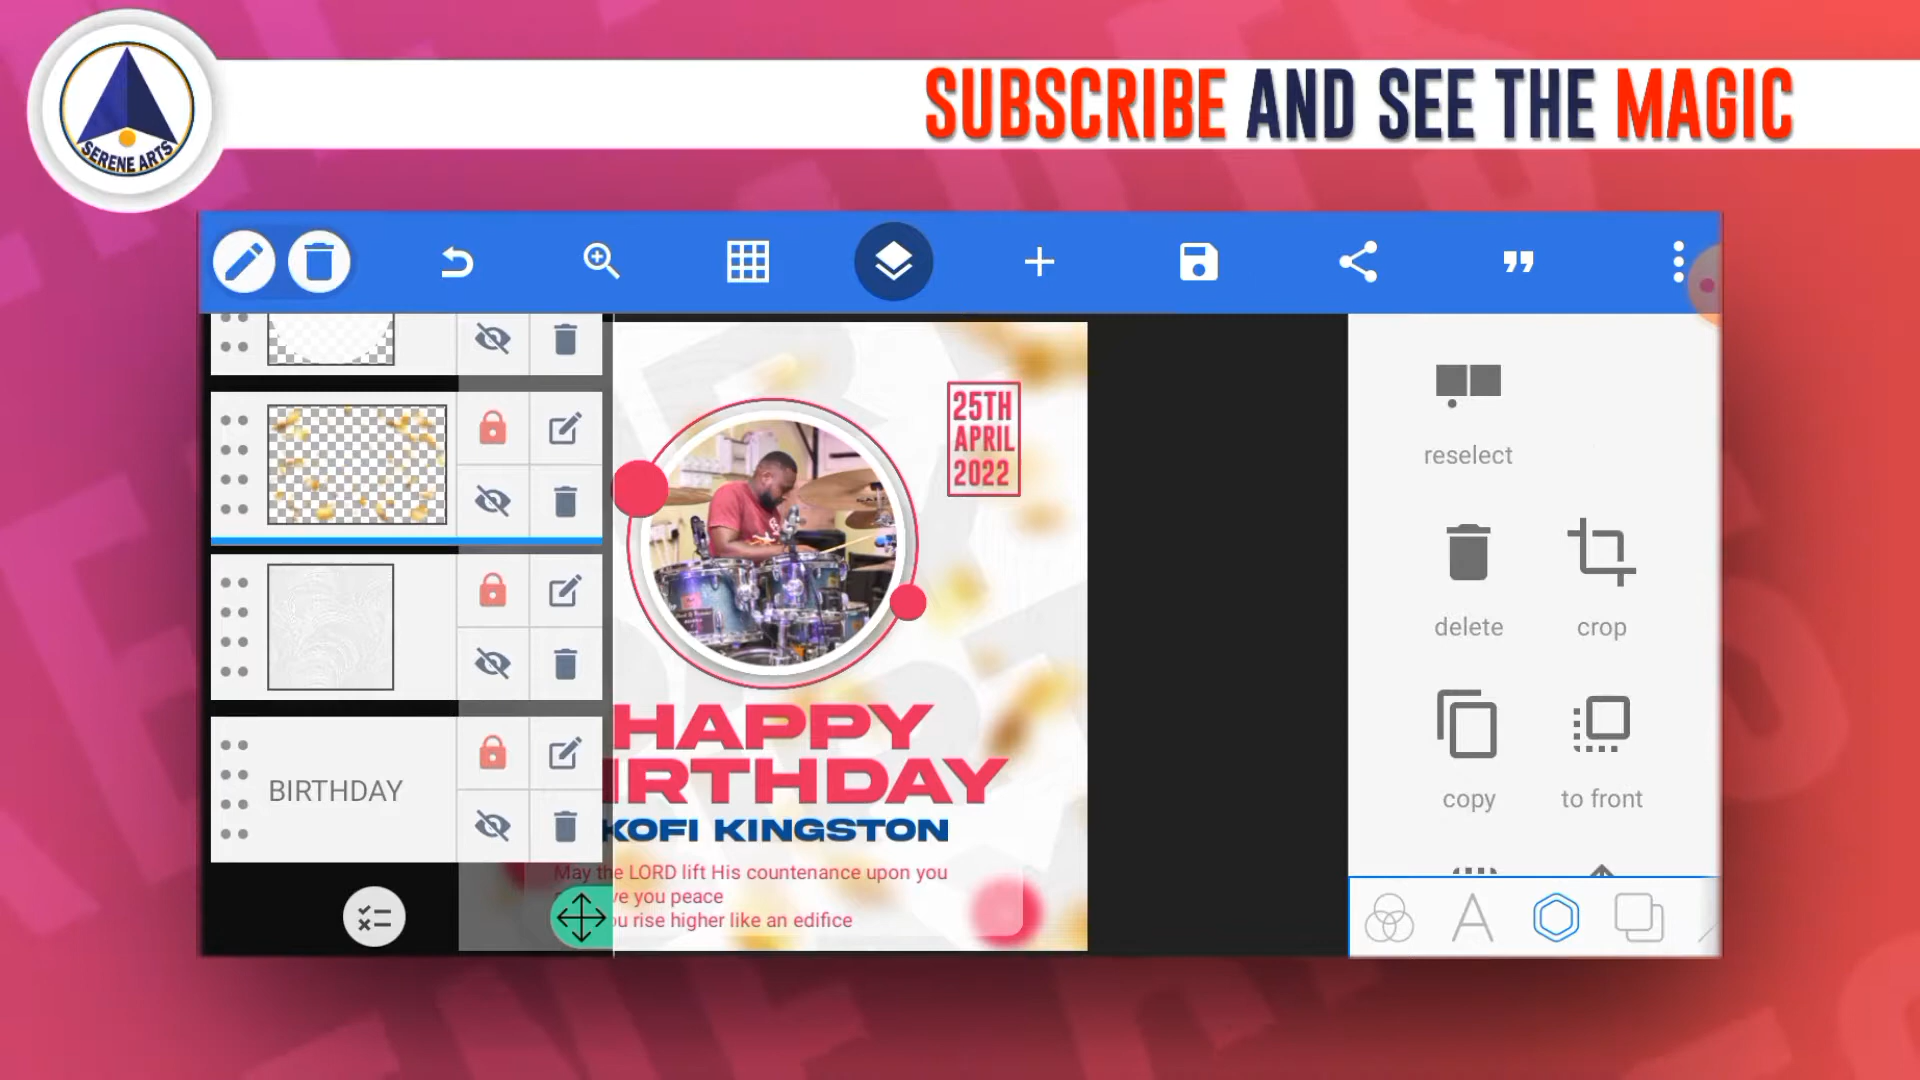 SUBSCRIBE AND SEE THE MAGIC
SERENE ARTS
25TH
APRIL
2022
reselect
delete
crop
copy
to front
BIRTHDAY
HAPPY
IRTHDAY
KOFI KINGSTON
May the LORD lift His countenance upon you
ve you peace
ou rise higher like an edifice